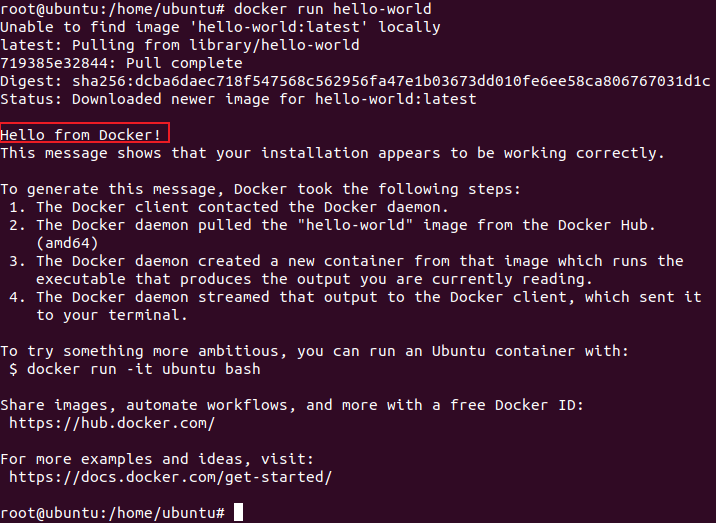 root@ubuntu:/home/ubuntu# docker run hello-world
Unable to find image 'hello-world:latest' locally
latest: Pulling from library/hello-world
719385e32844: Pull complete
Digest: sha256:dcba6daec718f547568c562956fa47e1b03673dd010fe6ee58ca806767031d1c
Status: Downloaded newer image for hello-world:latest
Hello from Docker!
This message shows that your installation appears to be working correctly.
To generate this message, Docker took the following steps:
1. The Docker client contacted the Docker daemon.
2. The Docker daemon pulled the "hello-world" image from the Docker Hub.
(amd64)
3. The Docker daemon created a new container from that image which runs the
executable that produces the output you are currently reading.
4. The Docker daemon streamed that output to the Docker client, which sent it
to your terminal.
To try something more ambitious, you can run an Ubuntu container with:
$ docker run -it ubuntu bash
Share images, automate workflows, and more with a free Docker ID:
https://hub.docker.com/
For more examples and ideas, visit:
https://docs.docker.com/get-started/
root@ubuntu:/home/ubuntu#